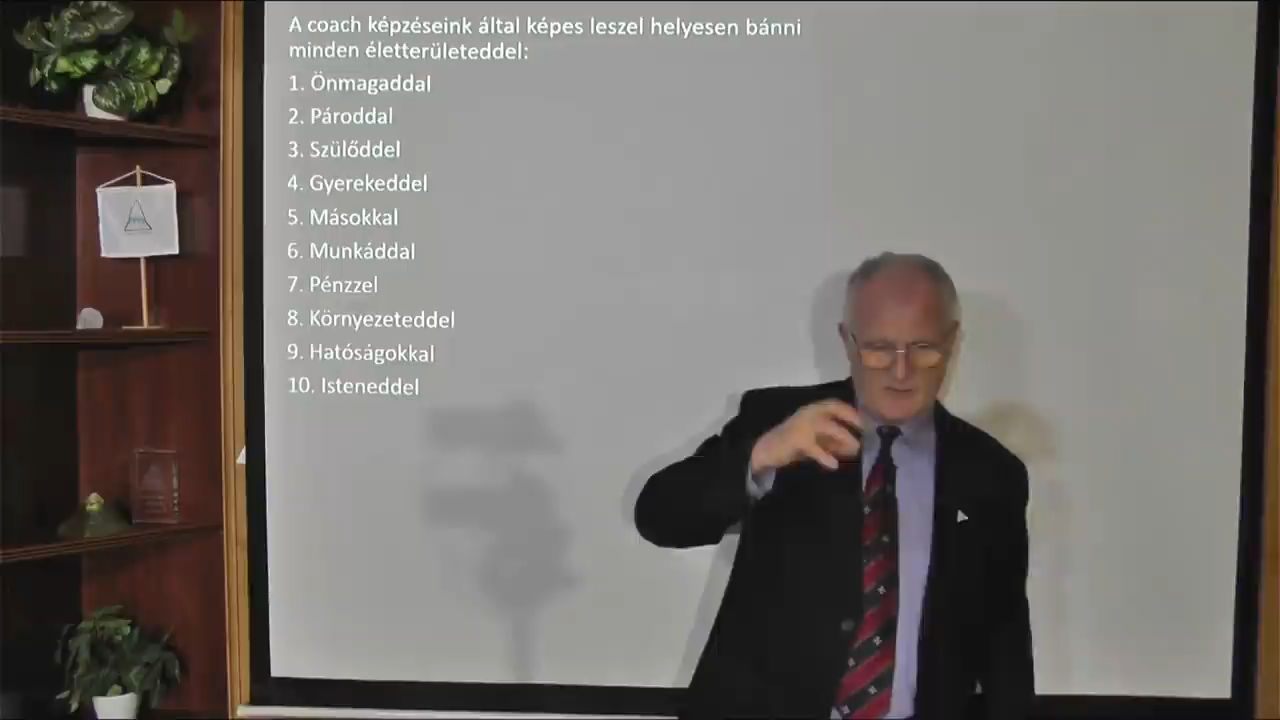 A coach képzéseink által képes leszel helyesen bánni
minden életterületeddel:
1. Önmagaddal
2. Pároddal
3. Szülőddel
4. Gyerekeddel
5. Másokkal
6. Munkáddal
7. Pénzzel
8. Környezeteddel
9. Hatóságokkal
10. Isteneddel